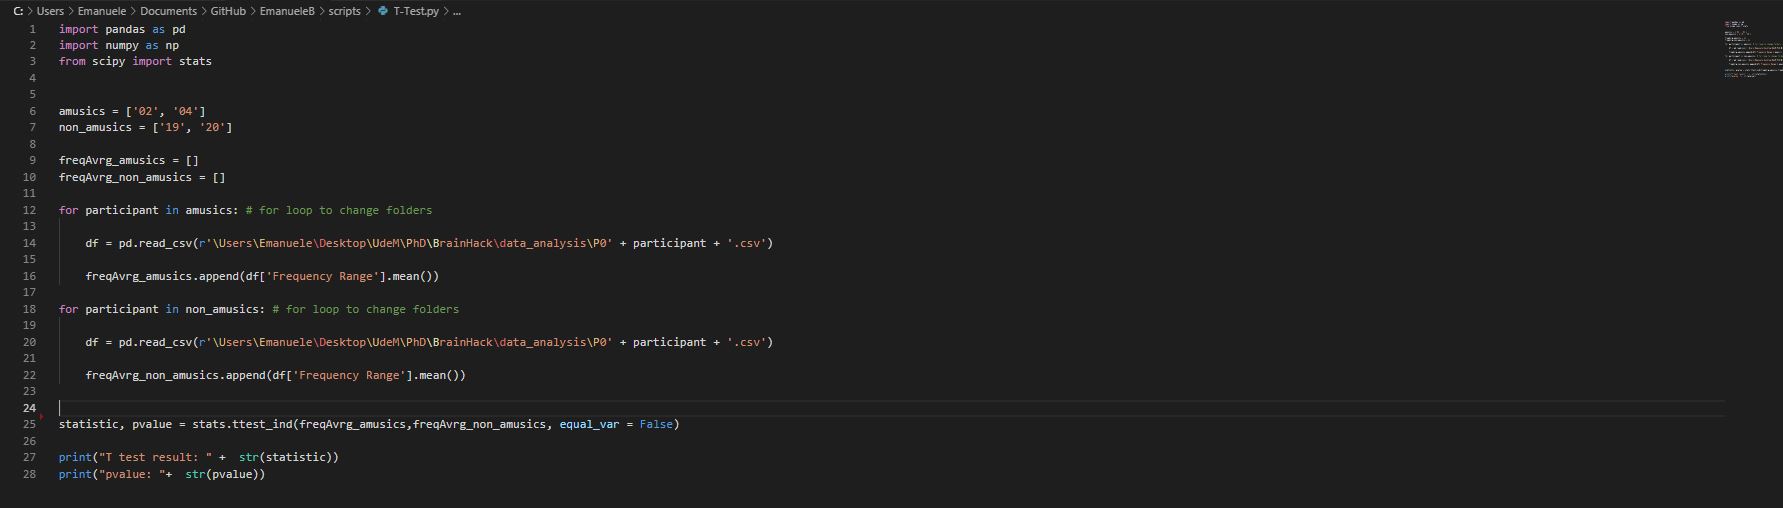 C: > Users > Emanuele > Documents > GitHub > EmanueleB > scripts > T-Test.py > ...
1 import pandas as pd
2 import numpy as np
3 from scipy import stats
4
5
6 amusics = ['02', '04']
7 non_amusics = ['19', '20']
8
9 freqAvrg_amusics = []
10 freqAvrg_non_amusics = []
11
12 for participant in amusics: # for loop to change folders
13
14     df = pd.read_csv(r'\Users\Emanuele\Desktop\UdeM\PhD\BrainHack\data_analysis\P0' + participant + '.csv')
15
16     freqAvrg_amusics.append(df['Frequency Range'].mean())
17
18 for participant in non_amusics: # for loop to change folders
19
20     df = pd.read_csv(r'\Users\Emanuele\Desktop\UdeM\PhD\BrainHack\data_analysis\P0' + participant + '.csv')
21
22     freqAvrg_non_amusics.append(df['Frequency Range'].mean())
23
24
25 statistic, pvalue = stats.ttest_ind(freqAvrg_amusics,freqAvrg_non_amusics, equal_var = False)
26
27 print("T test result: " +  str(statistic))
28 print("pvalue: "+  str(pvalue))